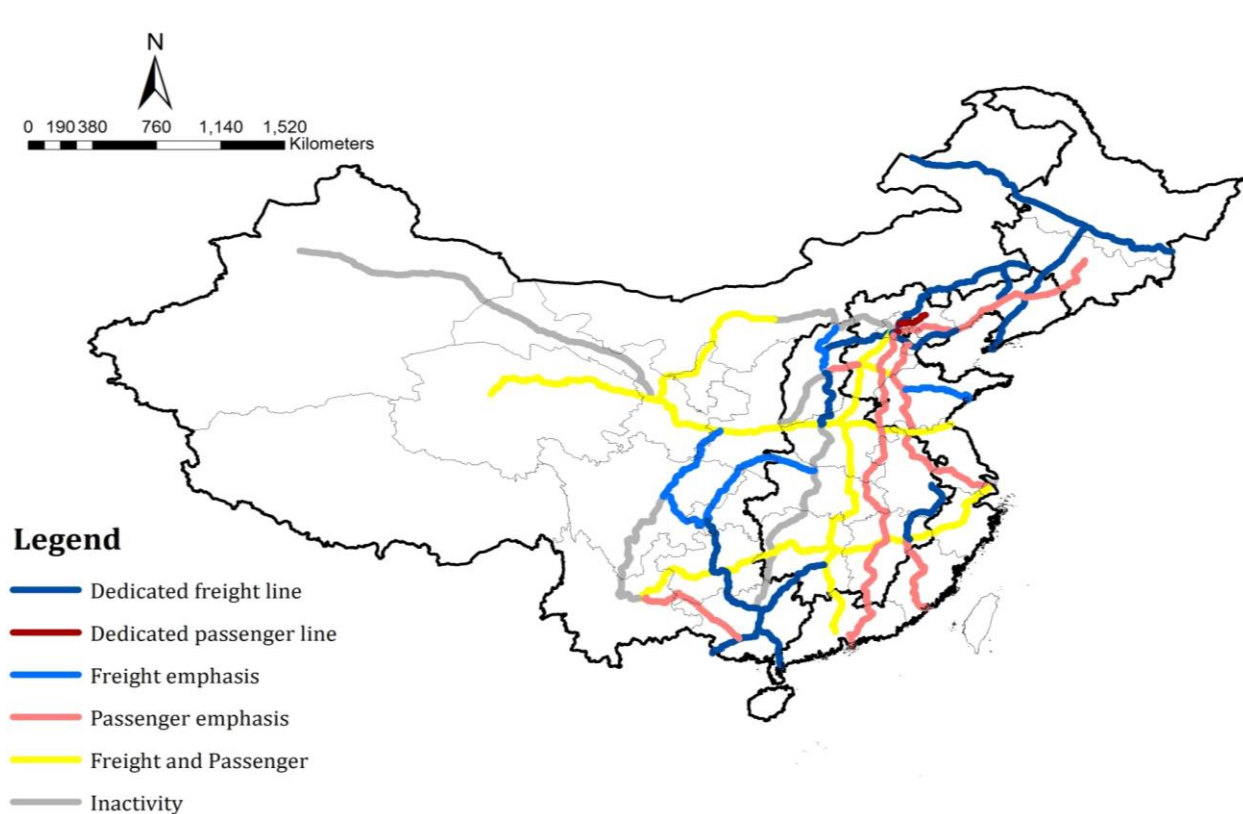 N
0 190 380 760 1,140 1,520
Kilometers
Legend
Dedicated freight line
Dedicated passenger line
Freight emphasis
Passenger emphasis
Freight and Passenger
Inactivity